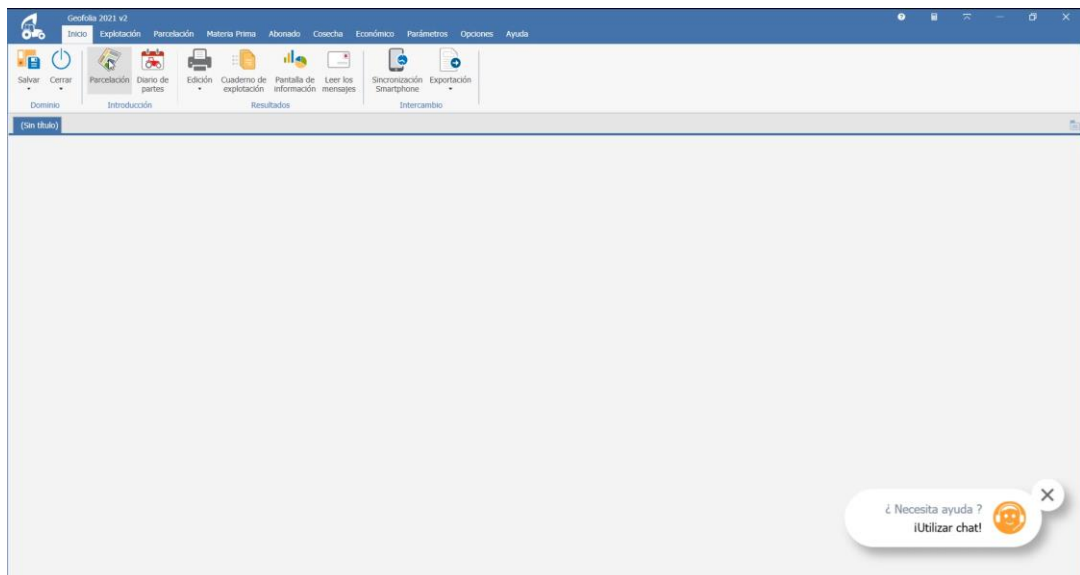 Geofolia 2021 v2
Inicio Explotación Parcelación Materia Prima Abonado Cosecha Económico Parámetros Opciones Ayuda
Salvar Cerrar Parcelación Diario de partes Edición Cuaderno de explotación Pantalla de información Leer los mensajes Sincronización Smartphone Exportación
Dominio Introducción Resultados Intercambio
(Sin título)
¿ Necesita ayuda ?
¡Utilizar chat!